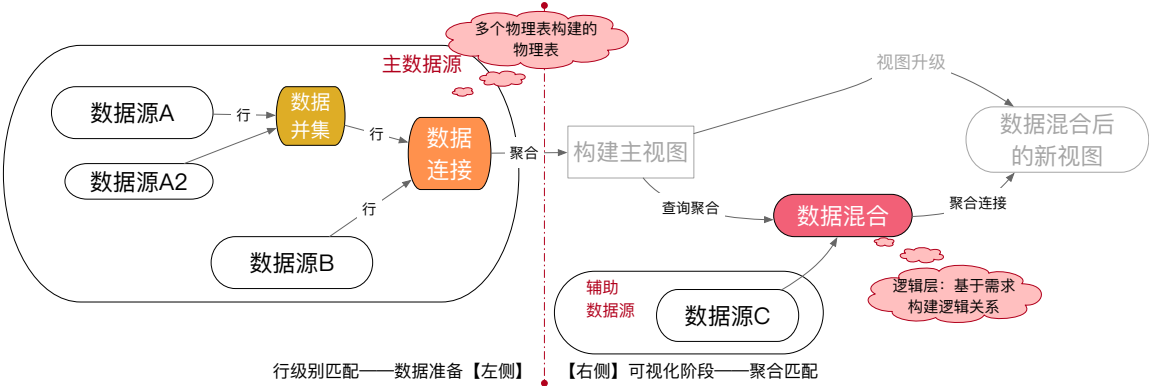 多个物理表构建的
物理表
主数据源
视图升级
数据源A
行
数据
并集
行
数据
连接
聚合
构建主视图
数据混合后
的新视图
数据源A2
行
查询聚合
数据混合
聚合连接
数据源B
辅助
数据源
数据源C
逻辑层：基于需求
构建逻辑关系
行级别匹配——数据准备【左侧】
【右侧】可视化阶段——聚合匹配